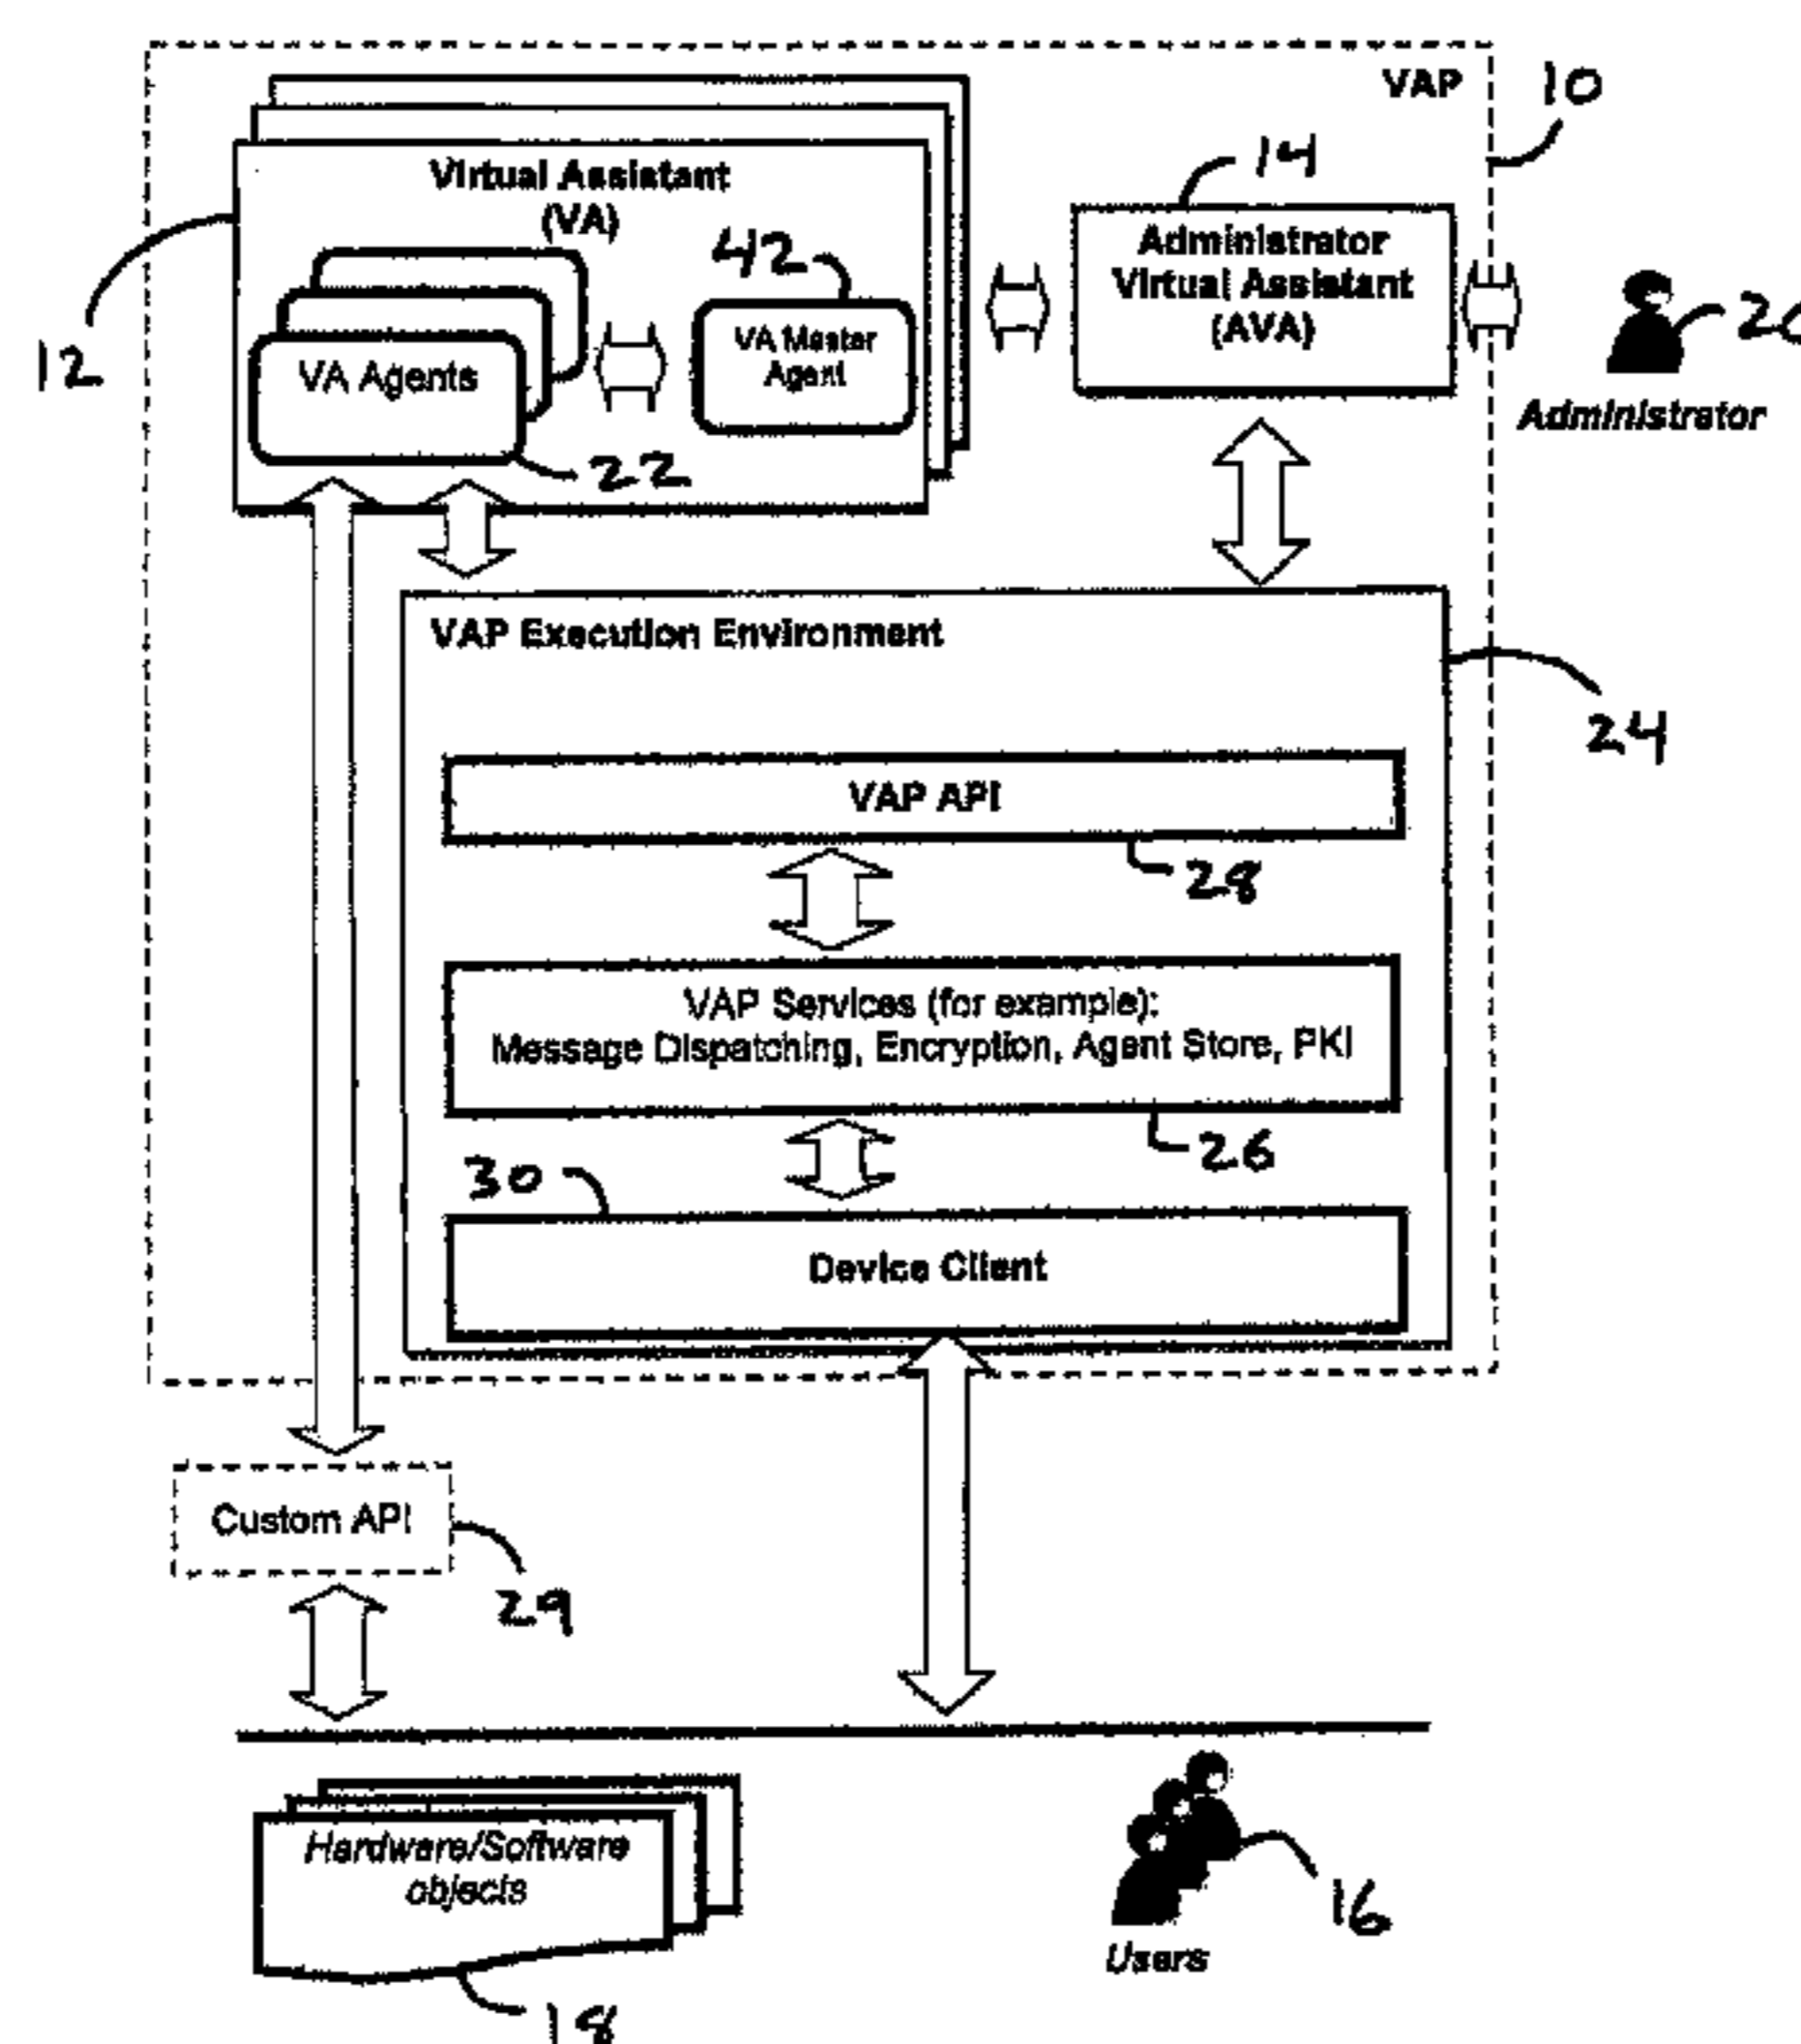 VAP
10
Virtual Assistant
(VA)
14
12
42
Administrator
Virtual Assistant
(AVA)
20
Administrator
VA Agents
VA Master
Agent
22
VAP Execution Environment
24
VAP API
28
VAP Services (for example):
Message Dispatching, Encryption, Agent Store, PKI
26
30
Device Client
Custom API
29
Hardware/Software
objects
16
Users
18